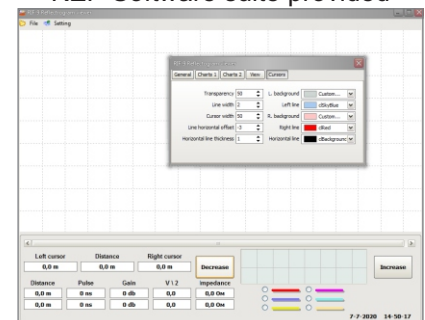 Software suite provided
File Setting
General Charts 1 Charts 2 View Cursors
Transparency 50 L. background Custom...
Line width 2 Left line clSkyBlue
Cursor width 50 R. background Custom...
Line horizontal offset -3 Right line clRed
Horizontal line thickness 1 Horizontal line clBackground
Left cursor Distance Right cursor
0,0 m 0,0 m 0,0 m Decrease Increase
Distance Pulse Gain V \ 2 impedance
0,0 m 0 ns 0 db 0,0 0,0 Ом
0,0 m 0 ns 0 db 0,0 0,0 Ом
7-7-2020 14-50-17